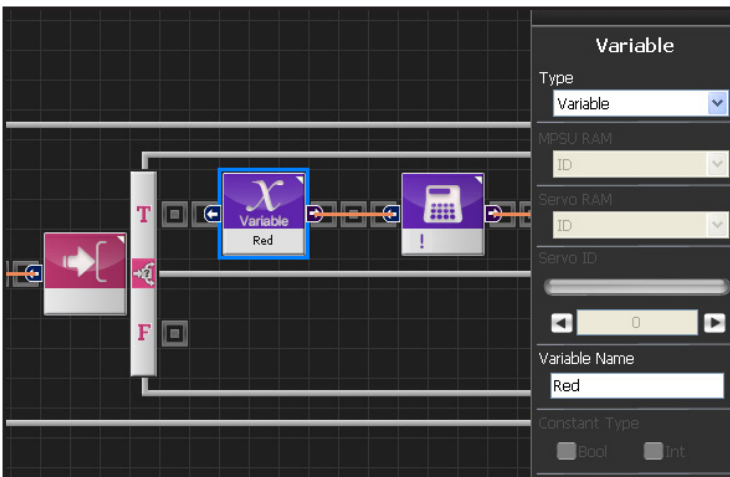 Variable
Type
Variable
MPSU RAM
ID
Servo RAM
ID
Servo ID
0
Variable Name
Red
Constant Type
Bool
Int
T
X
Variable
Red
!
?
F